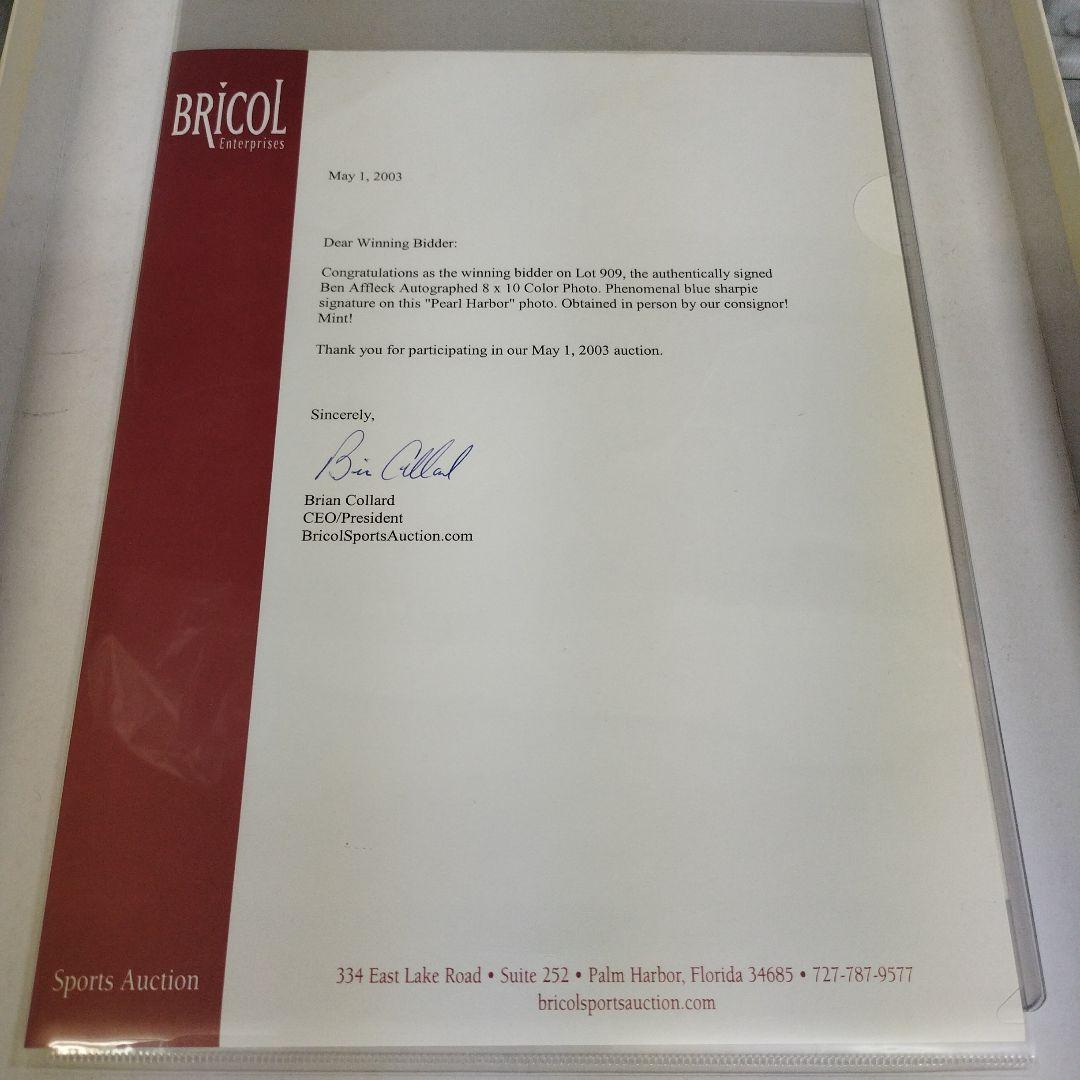 BRiCOL
Enterprises
May 1, 2003
Dear Winning Bidder:
Congratulations as the winning bidder on Lot 909, the authentically signed
Ben Affleck Autographed 8 x 10 Color Photo. Phenomenal blue sharpie
signature on this "Pearl Harbor" photo. Obtained in person by our consignor!
Mint!
Thank you for participating in our May 1, 2003 auction.
Sincerely,
Brian Collard
Brian Collard
CEO/President
BricolSportsAuction.com
Sports Auction
334 East Lake Road • Suite 252 • Palm Harbor, Florida 34685 • 727-787-9577
bricolsportsauction.com